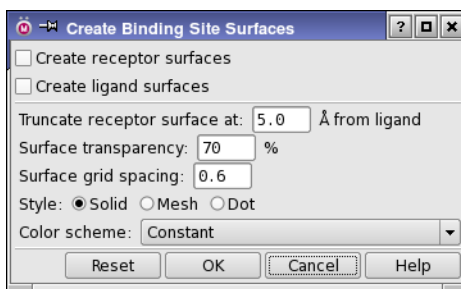 Create Binding Site Surfaces ?
Create receptor surfaces
Create ligand surfaces
Truncate receptor surface at: 5.0 Å from ligand
Surface transparency: 70 %
Surface grid spacing: 0.6
Style: Solid Mesh Dot
Color scheme: Constant
Reset OK Cancel Help